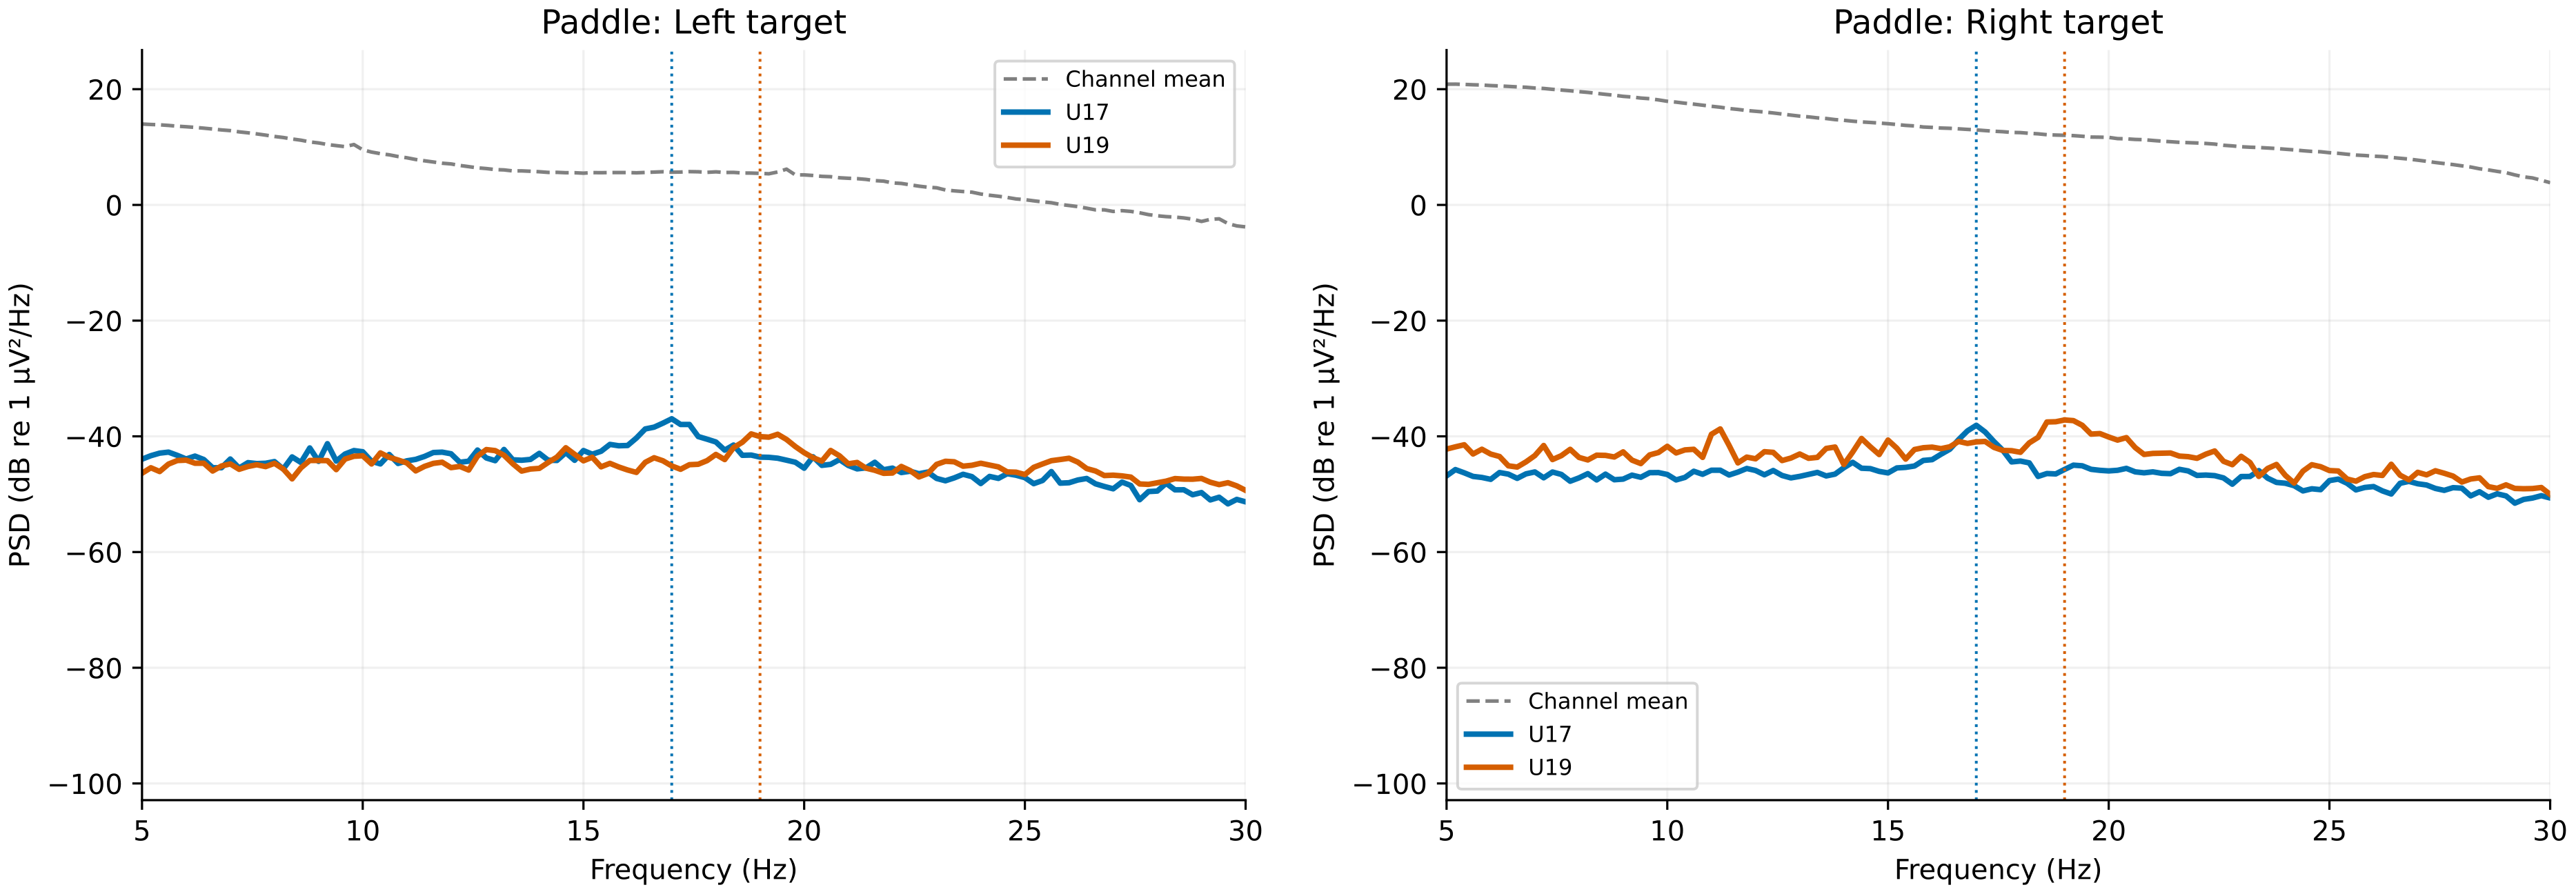 Paddle: Left target
PSD (dB re 1 µV²/Hz)
20
0
−20
−40
−60
−80
−100
5
10
15
20
25
30
Frequency (Hz)
Channel mean
U17
U19
Paddle: Right target
PSD (dB re 1 µV²/Hz)
20
0
−20
−40
−60
−80
−100
5
10
15
20
25
30
Frequency (Hz)
Channel mean
U17
U19